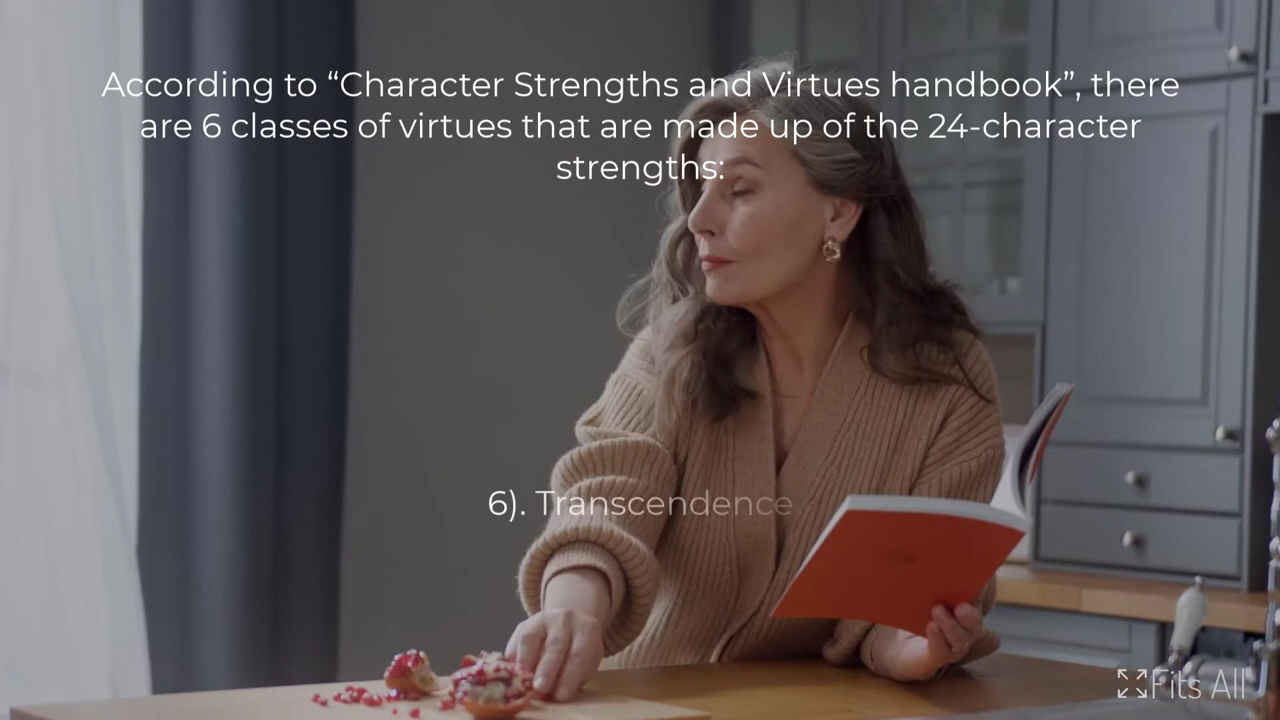 According to “Character Strengths and Virtues handbook”, there
are 6 classes of virtues that are made up of the 24-character
strengths:
6). Transcendence
Fits All